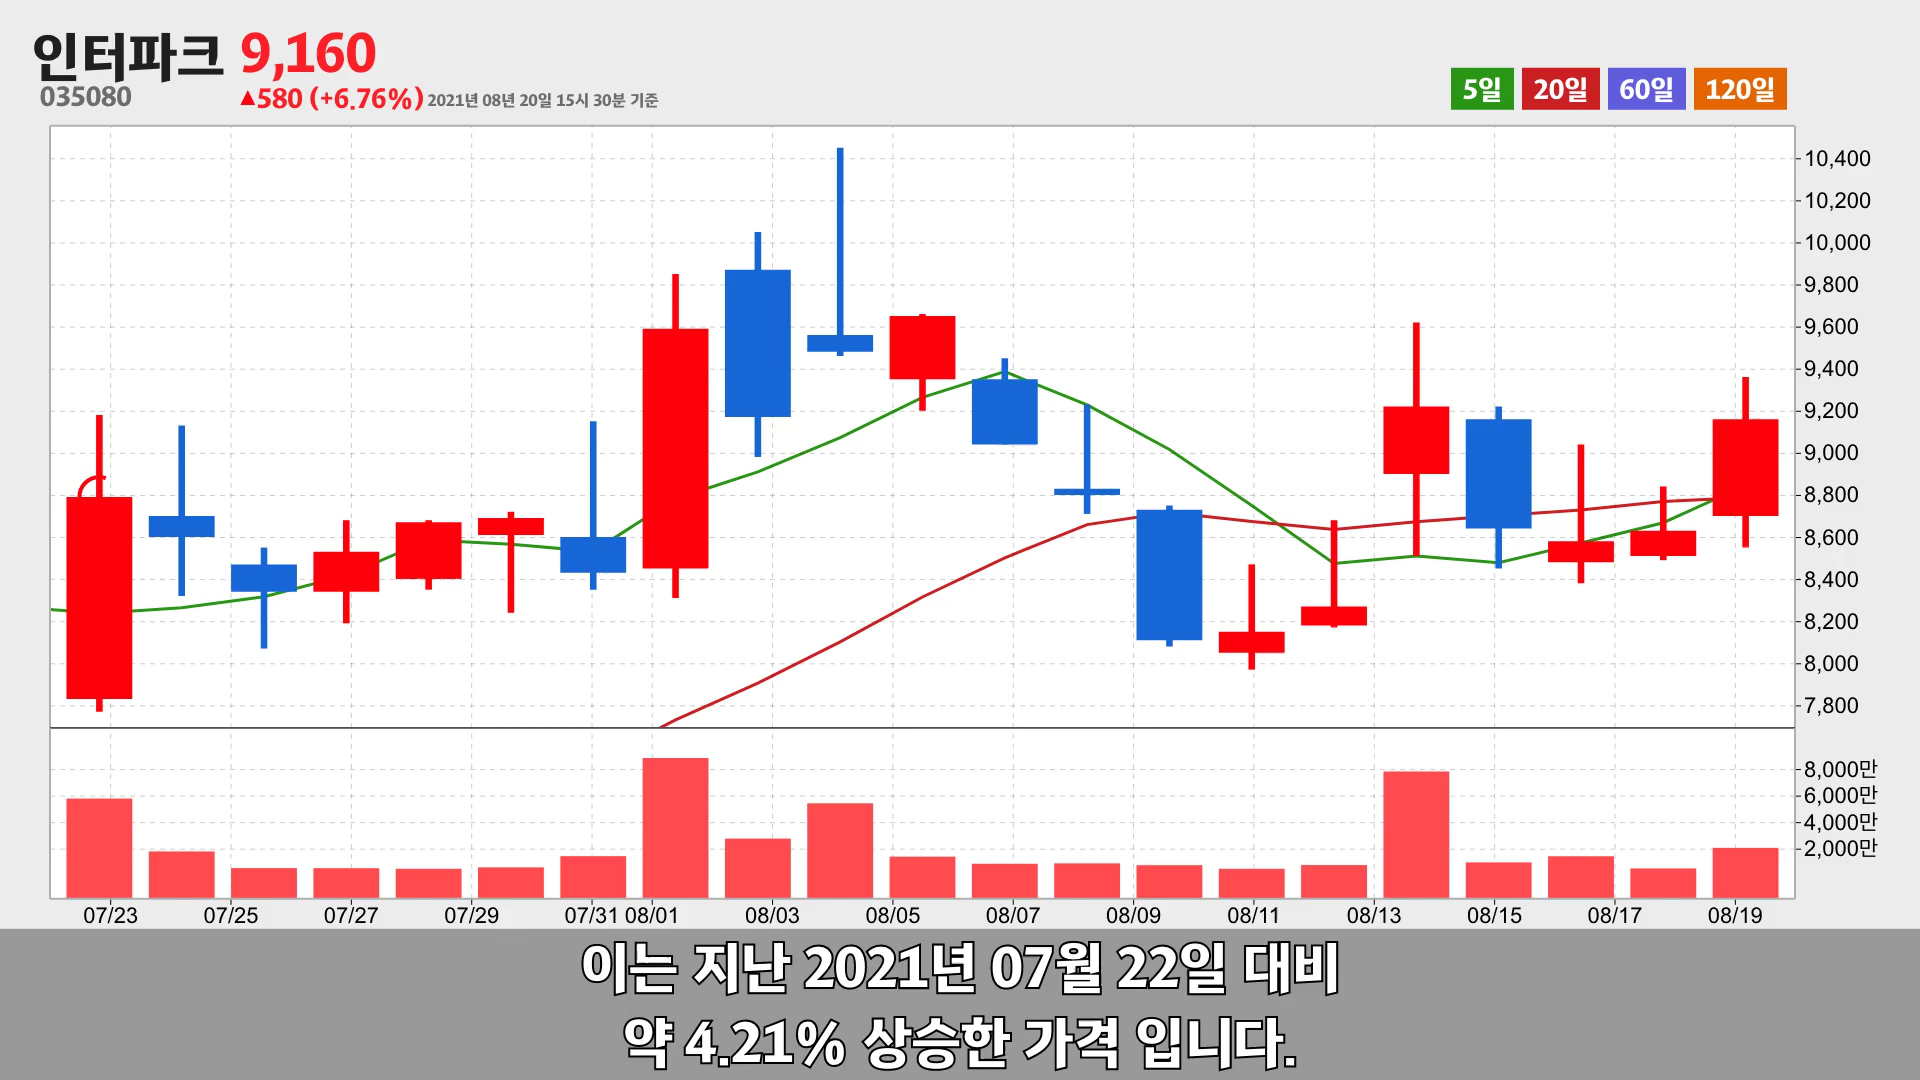 인터파크 9,160
035080
▲580 (+6.76%) 2021년 08년 20일 15시 30분 기준
5일 20일 60일 120일
10,400
10,200
10,000
9,800
9,600
9,400
9,200
9,000
8,800
8,600
8,400
8,200
8,000
7,800
8,000만
6,000만
4,000만
2,000만
07/23 07/25 07/27 07/29 07/31 08/01 08/03 08/05 08/07 08/09 08/11 08/13 08/15 08/17 08/19
이는 지난 2021년 07월 22일 대비
약 4.21% 상승한 가격 입니다.